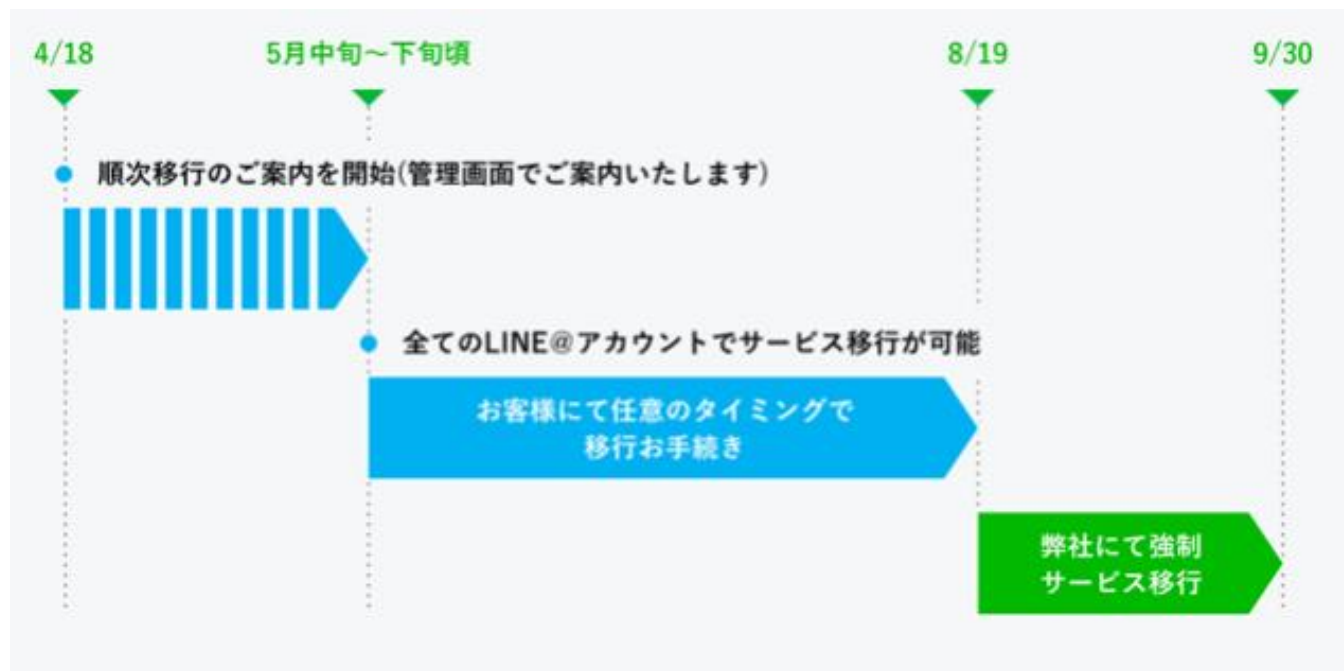 4/18
5月中旬～下旬頃
8/19
9/30
順次移行のご案内を開始(管理画面でご案内いたします)
全てのLINE@アカウントでサービス移行が可能
お客様にて任意のタイミングで
移行お手続き
弊社にて強制
サービス移行